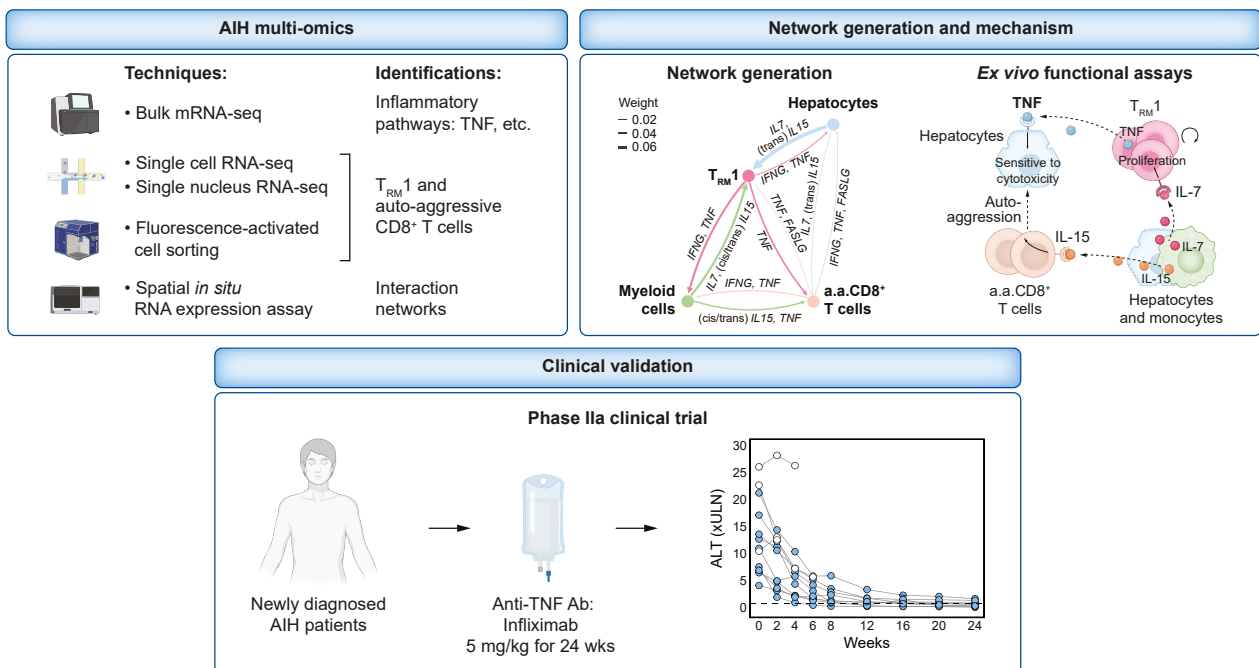 AIH multi-omics
Techniques:
Identifications:
• Bulk mRNA-seq
Inflammatory
pathways: TNF, etc.
• Single cell RNA-seq
• Single nucleus RNA-seq
• Fluorescence-activated
cell sorting
TRM1 and
auto-aggressive
CD8+ T cells
• Spatial in situ
RNA expression assay
Interaction
networks
Network generation and mechanism
Network generation
Weight
0.02
0.04
0.06
Hepatocytes
IL7,
(trans) IL15
TRM1
IFNG, TNF
IFNG, TNF
IL7, (cis/trans) IL15
TNF
TNF, FASLG
IL7, (trans) IL15
IFNG, TNF, FASLG
Myeloid
cells
IFNG, TNF
a.a.CD8+
T cells
(cis/trans) IL15, TNF
Ex vivo functional assays
TNF
TRM1
Hepatocytes
TNF
Sensitive to
cytotoxicity
Proliferation
IL-7
Auto-
aggression
IL-15
IL-7
IL-15
a.a.CD8+
T cells
Hepatocytes
and monocytes
Clinical validation
Phase IIa clinical trial
Newly diagnosed
AIH patients
Anti-TNF Ab:
Infliximab
5 mg/kg for 24 wks
ALT (xULN)
30
25
20
15
10
5
0
0 2 4 6 8 12 16 20 24
Weeks